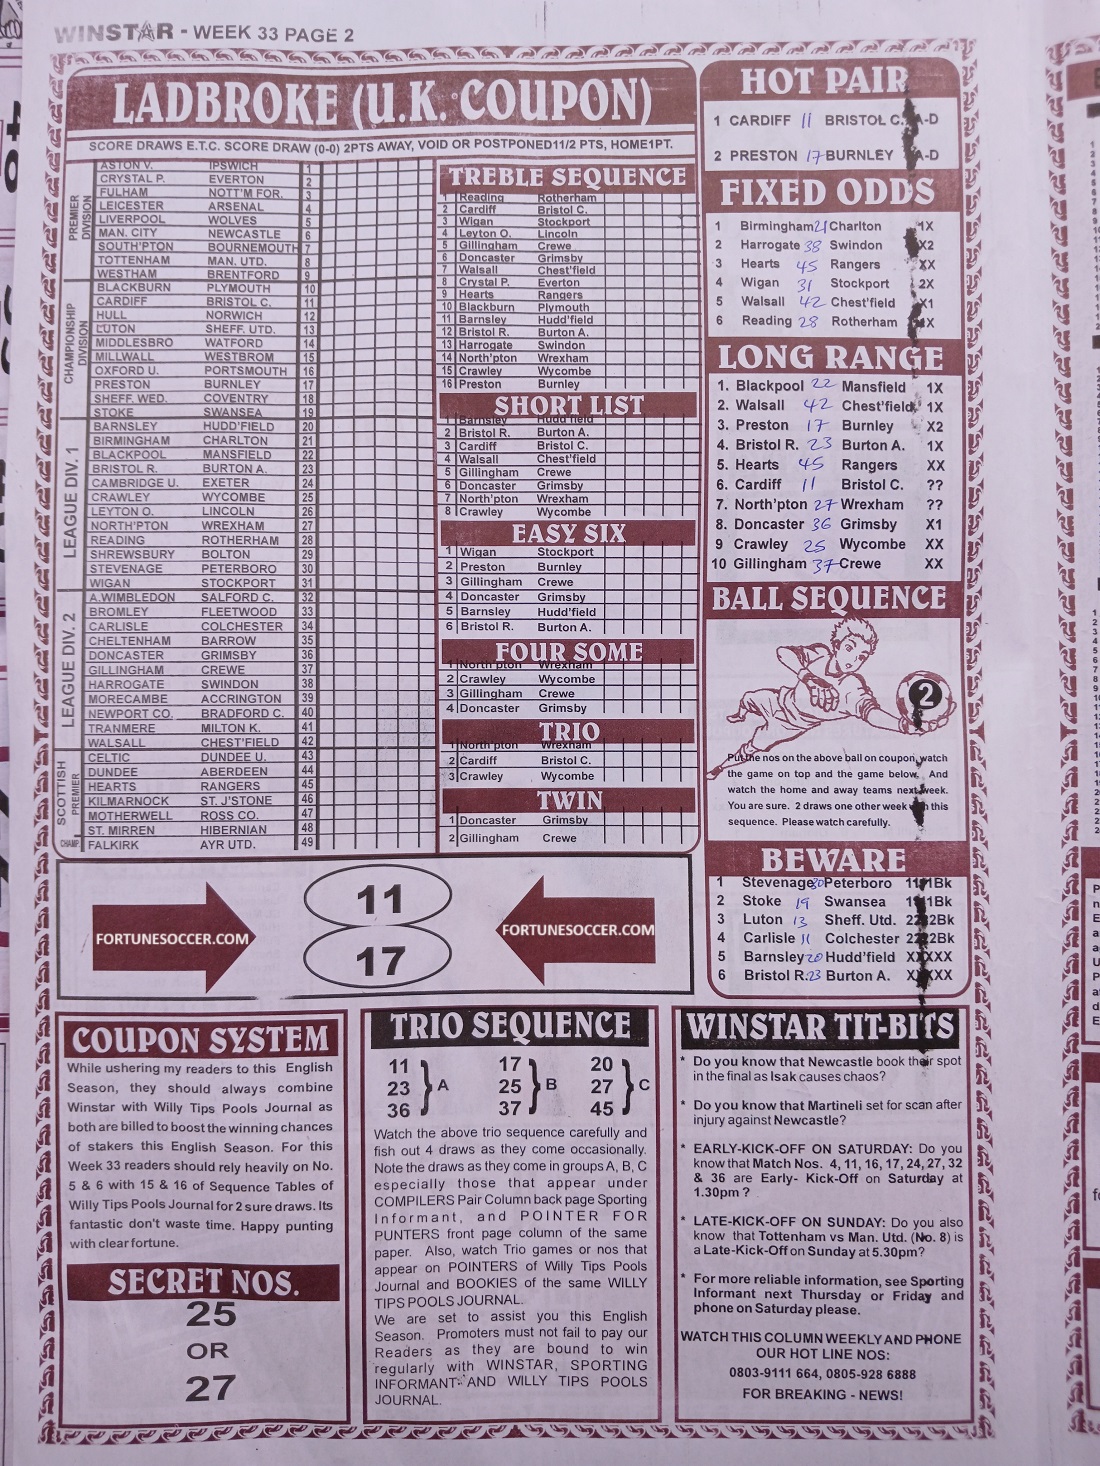 WINSTAR - WEEK 33 PAGE 2
LADBROKE (U.K. COUPON)
SCORE DRAWS E.T.C. SCORE DRAW (0-0) 2PTS AWAY, VOID OR POSTPONED11/2 PTS, HOME1PT.
PREMIER DIVISION
ASTON V. IPSWICH 1
CRYSTAL P. EVERTON 2
FULHAM NOTT'M FOR. 3
LEICESTER ARSENAL 4
LIVERPOOL WOLVES 5
MAN. CITY NEWCASTLE 6
SOUTH'PTON BOURNEMOUTH 7
TOTTENHAM MAN. UTD. 8
WESTHAM BRENTFORD 9
CHAMPIONSHIP DIVISION
BLACKBURN PLYMOUTH 10
CARDIFF BRISTOL C. 11
HULL NORWICH 12
LUTON SHEFF. UTD. 13
MIDDLESBRO WATFORD 14
MILLWALL WESTBROM 15
OXFORD U. PORTSMOUTH 16
PRESTON BURNLEY 17
SHEFF. WED. COVENTRY 18
STOKE SWANSEA 19
LEAGUE DIV. 1
BARNSLEY HUDD'FIELD 20
BIRMINGHAM CHARLTON 21
BLACKPOOL MANSFIELD 22
BRISTOL R. BURTON A. 23
CAMBRIDGE U. EXETER 24
CRAWLEY WYCOMBE 25
LEYTON O. LINCOLN 26
NORTH'PTON WREXHAM 27
READING ROTHERHAM 28
SHREWSBURY BOLTON 29
STEVENAGE PETERBORO 30
WIGAN STOCKPORT 31
LEAGUE DIV. 2
A.WIMBLEDON SALFORD C. 32
BROMLEY FLEETWOOD 33
CARLISLE COLCHESTER 34
CHELTENHAM BARROW 35
DONCASTER GRIMSBY 36
GILLINGHAM CREWE 37
HARROGATE SWINDON 38
MORECAMBE ACCRINGTON 39
NEWPORT CO. BRADFORD C. 40
TRANMERE MILTON K. 41
WALSALL CHEST'FIELD 42
SCOTTISH PREMIER
CELTIC DUNDEE U. 43
DUNDEE ABERDEEN 44
HEARTS RANGERS 45
KILMARNOCK ST. J'STONE 46
MOTHERWELL ROSS CO. 47
ST. MIRREN HIBERNIAN 48
CHAMP. FALKIRK AYR UTD. 49
TREBLE SEQUENCE
1 Reading Rotherham
2 Cardiff Bristol C.
3 Wigan Stockport
4 Leyton O. Lincoln
5 Gillingham Crewe
6 Doncaster Grimsby
7 Walsall Chest'field
8 Crystal P. Everton
9 Hearts Rangers
10 Blackburn Plymouth
11 Barnsley Hudd'field
12 Bristol R. Burton A.
13 Harrogate Swindon
14 North'pton Wrexham
15 Crawley Wycombe
16 Preston Burnley
SHORT LIST
1 Barnsley Hudd'field
2 Bristol R. Burton A.
3 Cardiff Bristol C.
4 Walsall Chest'field
5 Gillingham Crewe
6 Doncaster Grimsby
7 North'pton Wrexham
8 Crawley Wycombe
EASY SIX
1 Wigan Stockport
2 Preston Burnley
3 Gillingham Crewe
4 Doncaster Grimsby
5 Barnsley Hudd'field
6 Bristol R. Burton A.
FOUR SOME
1 North'pton Wrexham
2 Crawley Wycombe
3 Gillingham Crewe
4 Doncaster Grimsby
TRIO
1 North'pton Wrexham
2 Cardiff Bristol C.
3 Crawley Wycombe
TWIN
1 Doncaster Grimsby
2 Gillingham Crewe
HOT PAIR
1 CARDIFF 11 BRISTOL C. A-D
2 PRESTON 17 BURNLEY A-D
FIXED ODDS
1 Birmingham 21 Charlton 1X
2 Harrogate 38 Swindon X2
3 Hearts 45 Rangers XX
4 Wigan 31 Stockport 2X
5 Walsall 42 Chest'field X1
6 Reading 28 Rotherham X
LONG RANGE
1. Blackpool 22 Mansfield 1X
2. Walsall 42 Chest'field 1X
3. Preston 17 Burnley X2
4. Bristol R. 23 Burton A. 1X
5. Hearts 45 Rangers XX
6. Cardiff 11 Bristol C. ??
7. North'pton 27 Wrexham ??
8. Doncaster 36 Grimsby X1
9 Crawley 25 Wycombe XX
10 Gillingham 37 Crewe XX
BALL SEQUENCE
2
Put the nos on the above ball on coupon, watch
the game on top and the game below. And
watch the home and away teams next week.
You are sure. 2 draws one other week with this
sequence. Please watch carefully.
BEWARE
1 Stevenage 30 Peterboro 1111Bk
2 Stoke 19 Swansea 1111Bk
3 Luton 13 Sheff. Utd. 2222Bk
4 Carlisle 11 Colchester 2222Bk
5 Barnsley 20 Hudd'field XXXXX
6 Bristol R. 23 Burton A. XXXXX
FORTUNESOCCER.COM
11
17
FORTUNESOCCER.COM
COUPON SYSTEM
While ushering my readers to this English
Season, they should always combine
Winstar with Willy Tips Pools Journal as
both are billed to boost the winning chances
of stakers this English Season. For this
Week 33 readers should rely heavily on No.
5 & 6 with 15 & 16 of Sequence Tables of
Willy Tips Pools Journal for 2 sure draws. Its
fantastic don't waste time. Happy punting
with clear fortune.
SECRET NOS.
25
OR
27
TRIO SEQUENCE
11 17 20
23 A 25 B 27 C
36 37 45
Watch the above trio sequence carefully and
fish out 4 draws as they come occasionally.
Note the draws as they come in groups A, B, C
especially those that appear under
COMPILERS Pair Column back page Sporting
Informant, and POINTER FOR
PUNTERS front page column of the same
paper. Also, watch Trio games or nos that
appear on POINTERS of Willy Tips Pools
Journal and BOOKIES of the same WILLY
TIPS POOLS JOURNAL.
We are set to assist you this English
Season. Promoters must not fail to pay our
Readers as they are bound to win
regularly with WINSTAR, SPORTING
INFORMANT AND WILLY TIPS POOLS
JOURNAL.
WINSTAR TIT-BITS
* Do you know that Newcastle book their spot
in the final as Isak causes chaos?
* Do you know that Martineli set for scan after
injury against Newcastle?
* EARLY-KICK-OFF ON SATURDAY: Do you
know that Match Nos. 4, 11, 16, 17, 24, 27, 32
& 36 are Early- Kick-Off on Saturday at
1.30pm ?
* LATE-KICK-OFF ON SUNDAY: Do you also
know that Tottenham vs Man. Utd. (No. 8) is
a Late-Kick-Off on Sunday at 5.30pm?
* For more reliable information, see Sporting
Informant next Thursday or Friday and
phone on Saturday please.
WATCH THIS COLUMN WEEKLY AND PHONE
OUR HOT LINE NOS:
0803-9111 664, 0805-928 6888
FOR BREAKING - NEWS!